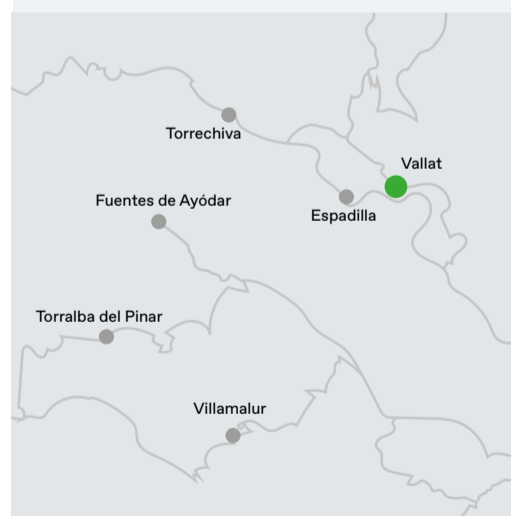 Torrechiva
Vallat
Fuentes de Ayódar
Espadilla
Torralba del Pinar
Villamalur